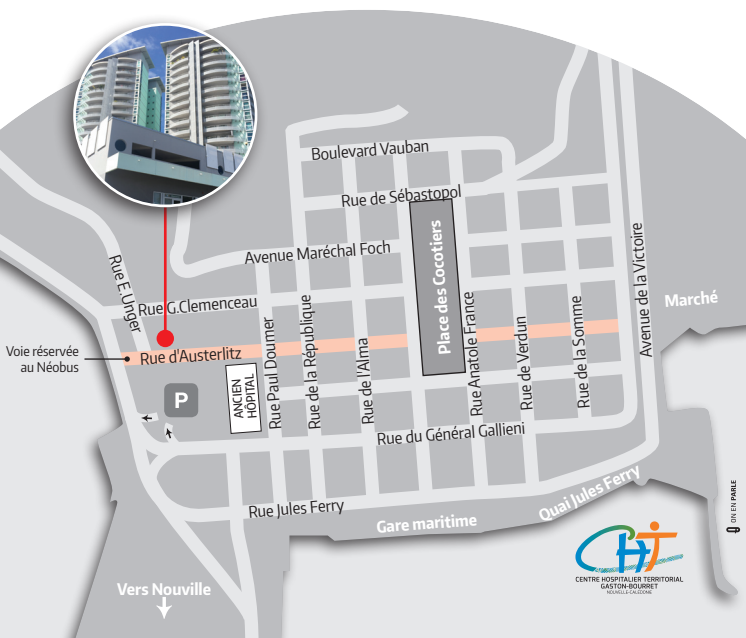 Boulevard Vauban
Rue de Sébastopol
Avenue Maréchal Foch
Place des Cocotiers
Avenue de la Victoire
Marché
Rue E.Unger
Rue G.Clemenceau
Voie réservée
au Néobus
Rue d'Austerlitz
P
ANCIEN
HÔPITAL
Rue Paul Doumer
Rue de la République
Rue de l'Alma
Rue Anatole France
Rue de Verdun
Rue de la Somme
Rue du Général Gallieni
Rue Jules Ferry
Gare maritime
Quai Jules Ferry
Vers Nouville
CHT
CENTRE HOSPITALIER TERRITORIAL
GASTON-BOURRET
NOUVELLE-CALÉDONIE
ON EN PARLE